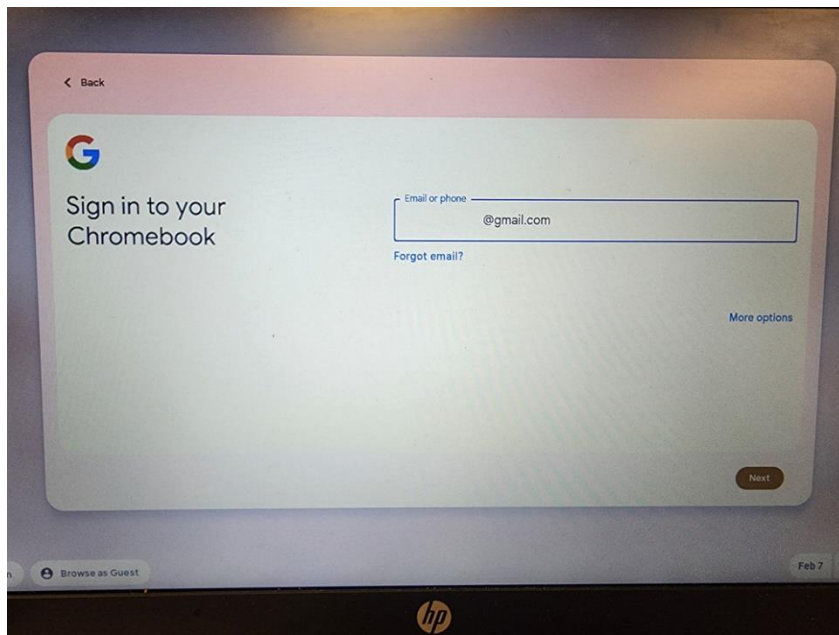 Back
Sign in to your
Chromebook
Email or phone
@gmail.com
Forgot email?
More options
Next
Browse as Guest
Feb 7
hp